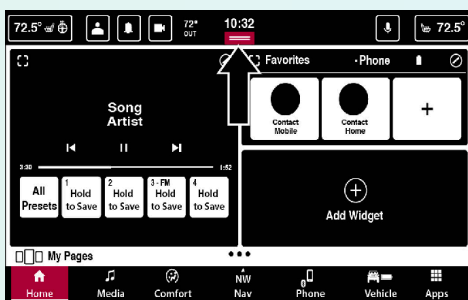 72.5°
72°
OUT
10:32
72.5°
Song
Artist
3:30
1:52
All
Presets
1
Hold
to Save
2
Hold
to Save
3 - FM
Hold
to Save
4
Hold
to Save
Favorites
·Phone
Contact
Mobile
Contact
Home
+
Add Widget
My Pages
Home
Media
Comfort
NW
Nav
0
Phone
Vehicle
Apps